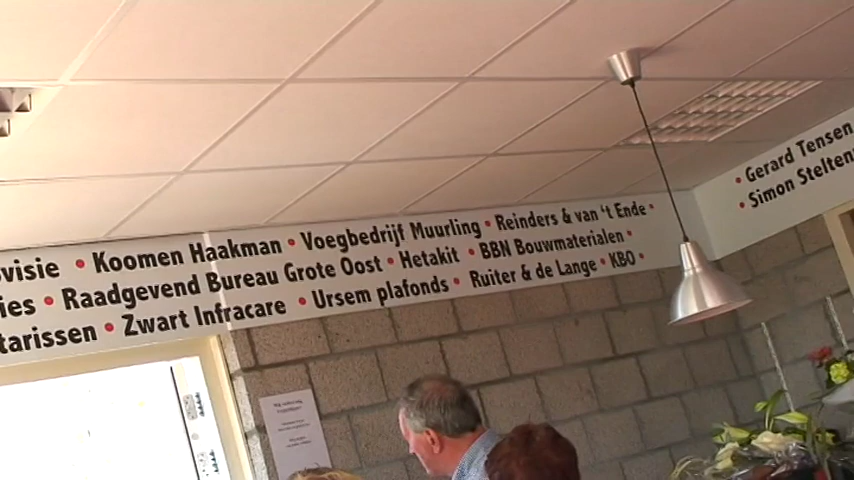 visie • Koomen Haakman • Voegbedrijf Muurling • Reinders & van 't Ende •
ies • Raadgevend Bureau Grote Oost • Hetakit • BBN Bouwmaterialen •
tarissen • Zwart Infracare • Ursem plafonds • Ruiter & de Lange • KBO •
• Gerard Tensen
• Simon Stelten